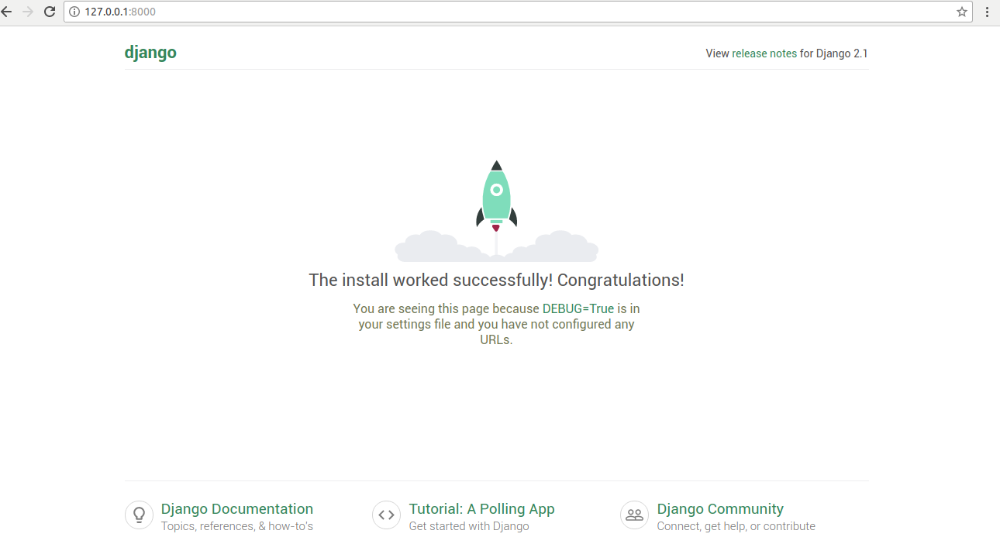 127.0.0.1:8000
django
View release notes for Django 2.1
The install worked successfully! Congratulations!
You are seeing this page because DEBUG=True is in
your settings file and you have not configured any
URLs.
Django Documentation
Topics, references, & how-to's
Tutorial: A Polling App
Get started with Django
Django Community
Connect, get help, or contribute